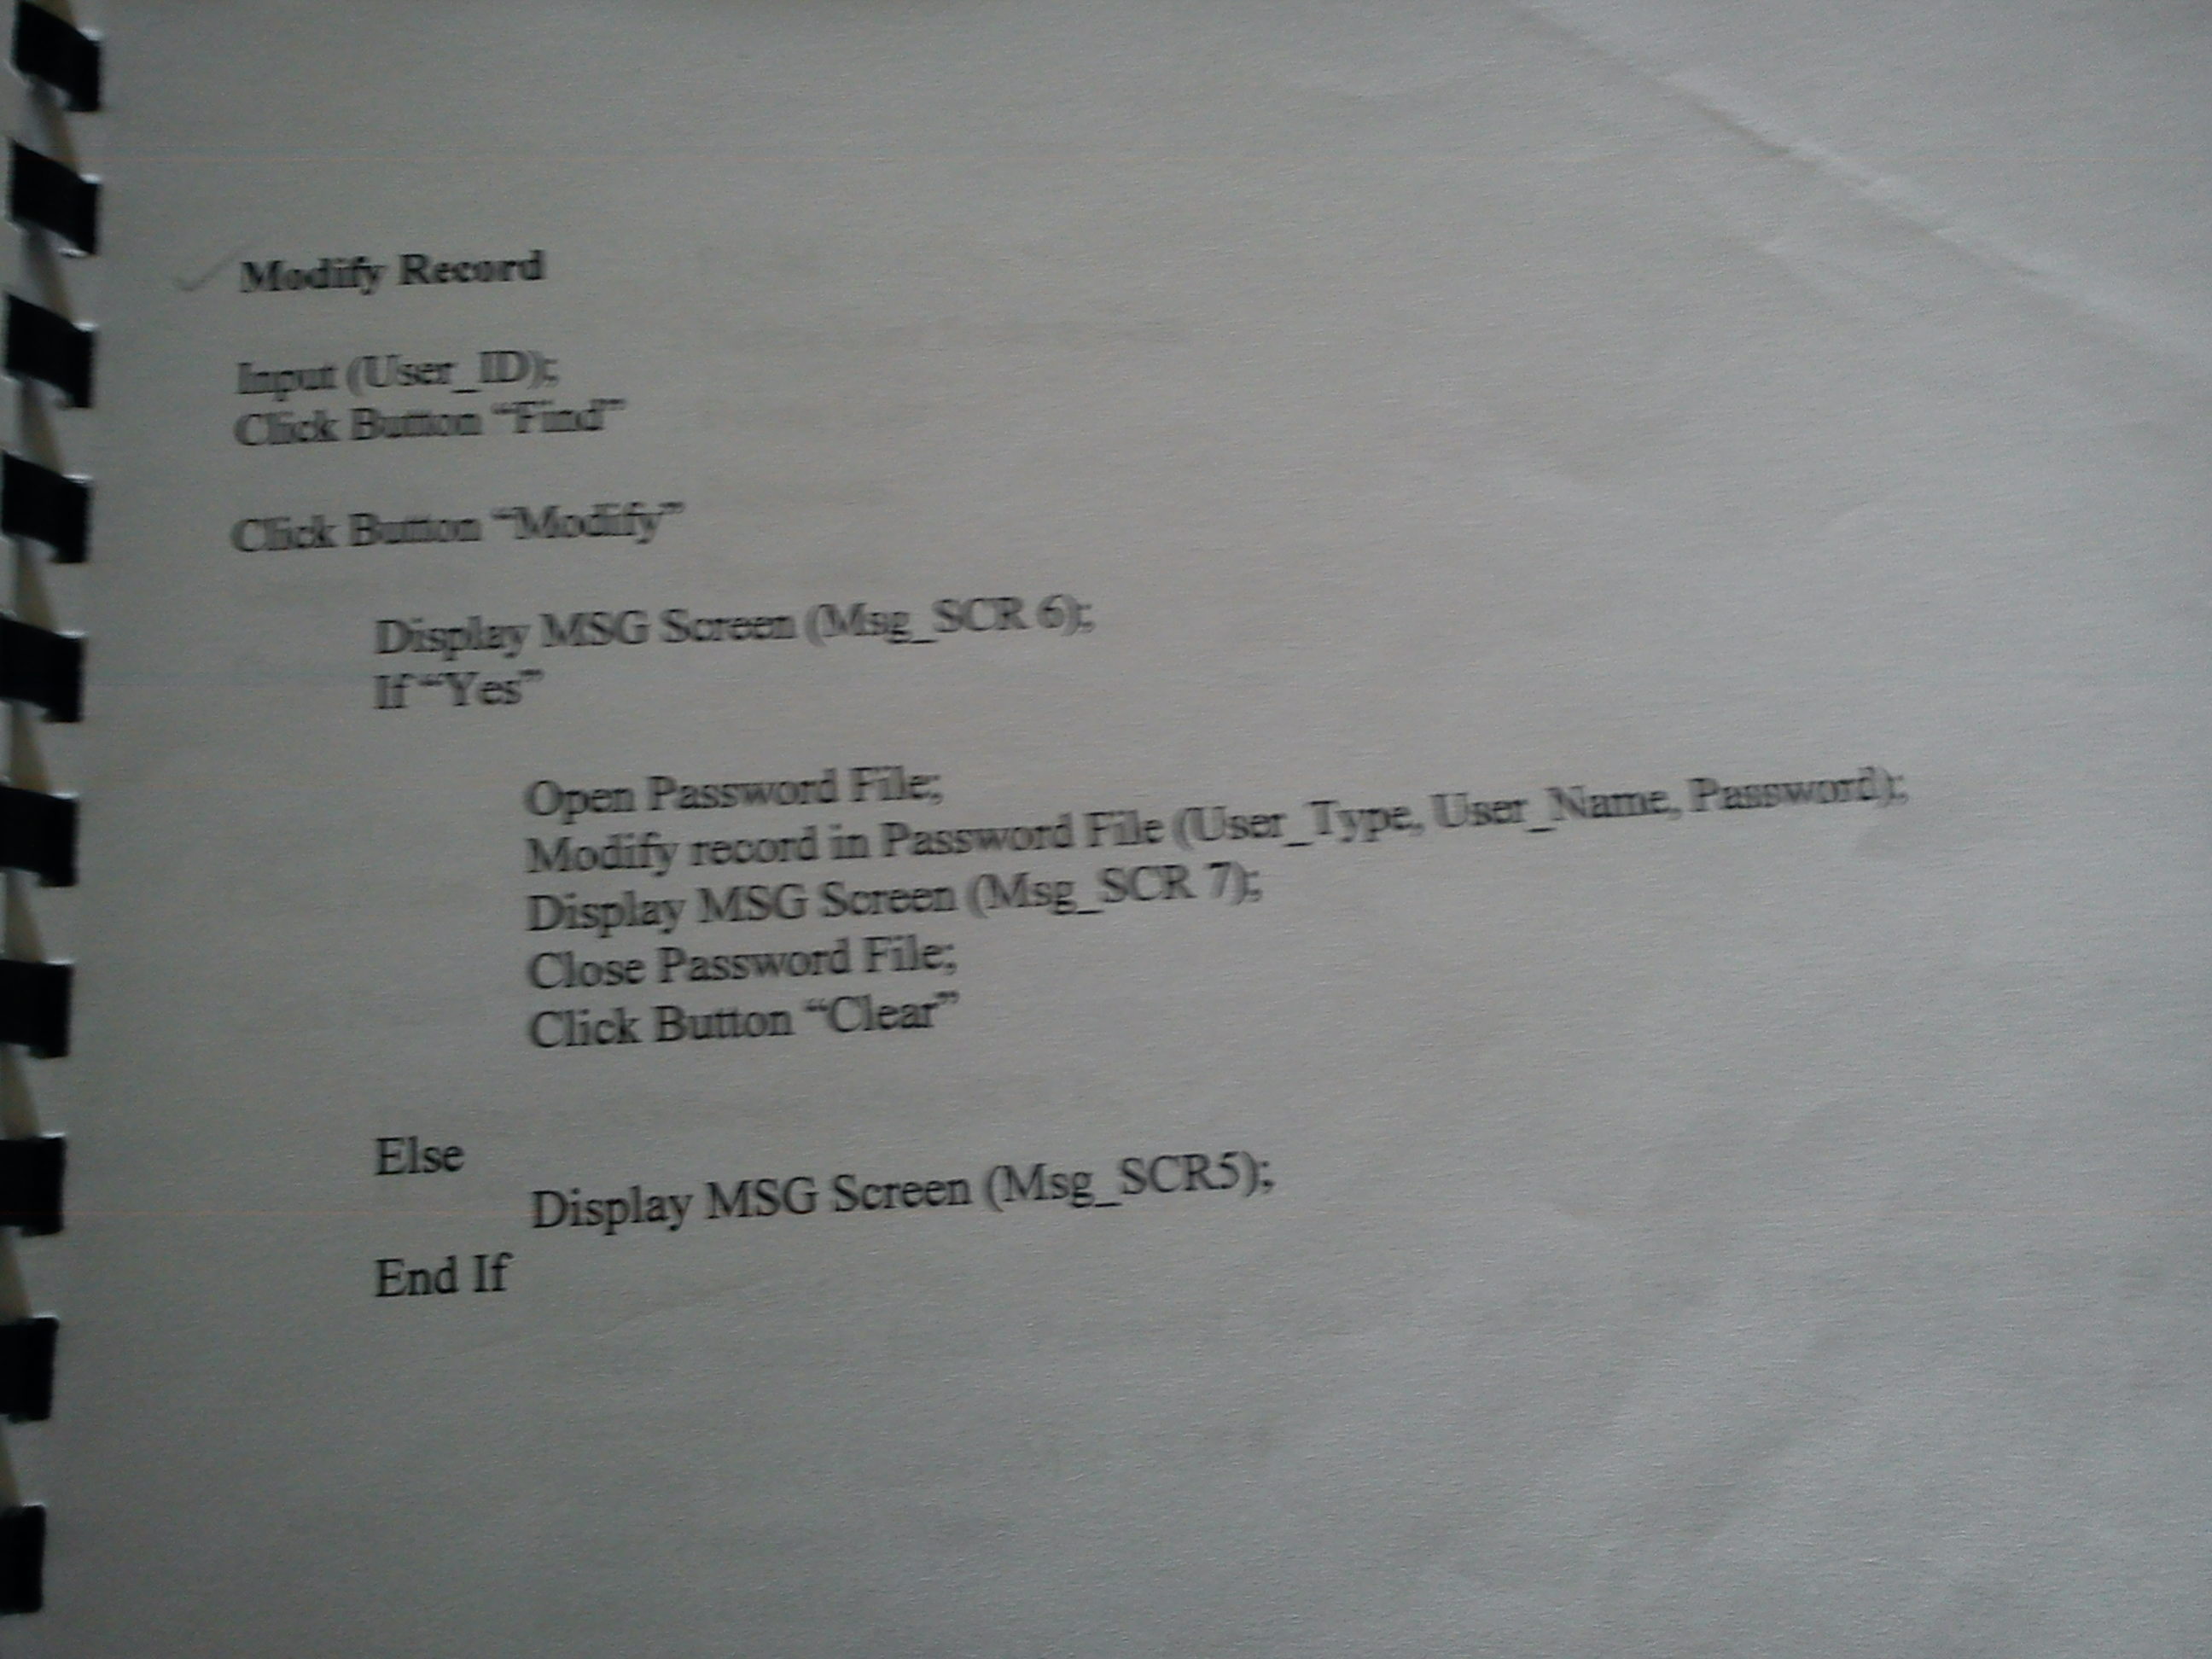 Modify Record
Input (User_ID);
Click Button “Find”
Click Button “Modify”
Display MSG Screen (Msg_SCR 6);
If “Yes”
Open Password File;
Modify record in Password File (User_Type, User_Name, Password);
Display MSG Screen (Msg_SCR 7);
Close Password File;
Click Button “Clear”
Else
Display MSG Screen (Msg_SCR5);
End If